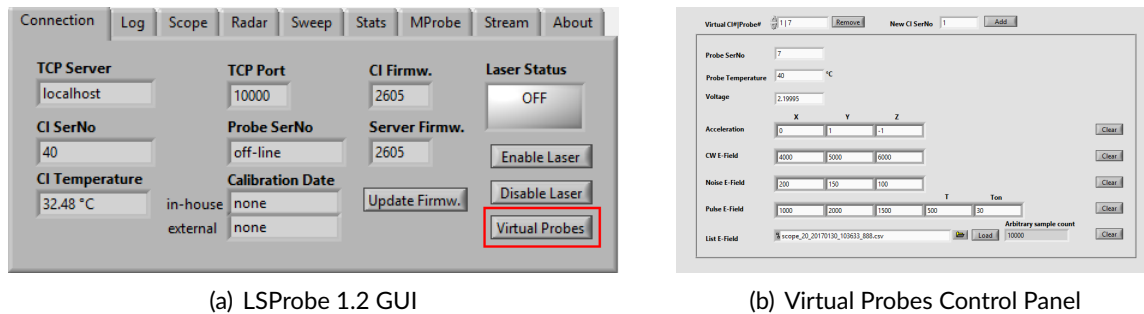 Connection Log Scope Radar Sweep Stats MProbe Stream About
TCP Server TCP Port CI Firmw. Laser Status
localhost 10000 2605 OFF
CI SerNo Probe SerNo Server Firmw.
40 off-line 2605 Enable Laser
CI Temperature Calibration Date
32.48 °C in-house none Update Firmw. Disable Laser
external none Virtual Probes
(a) LSProbe 1.2 GUI
Virtual CI#|Probe# 1 | 7 Remove New CI SerNo 1 Add
Probe SerNo 7
Probe Temperature 40 °C
Voltage 2.19995
X Y Z
Acceleration 0 1 -1 Clear
CW E-Field 4000 5000 6000 Clear
Noise E-Field 200 150 100 Clear
T Ton
Pulse E-Field 1000 2000 1500 500 30 Clear
Arbitrary sample count
List E-Field scope_20_20170130_103633_888.csv Load 10000 Clear
(b) Virtual Probes Control Panel